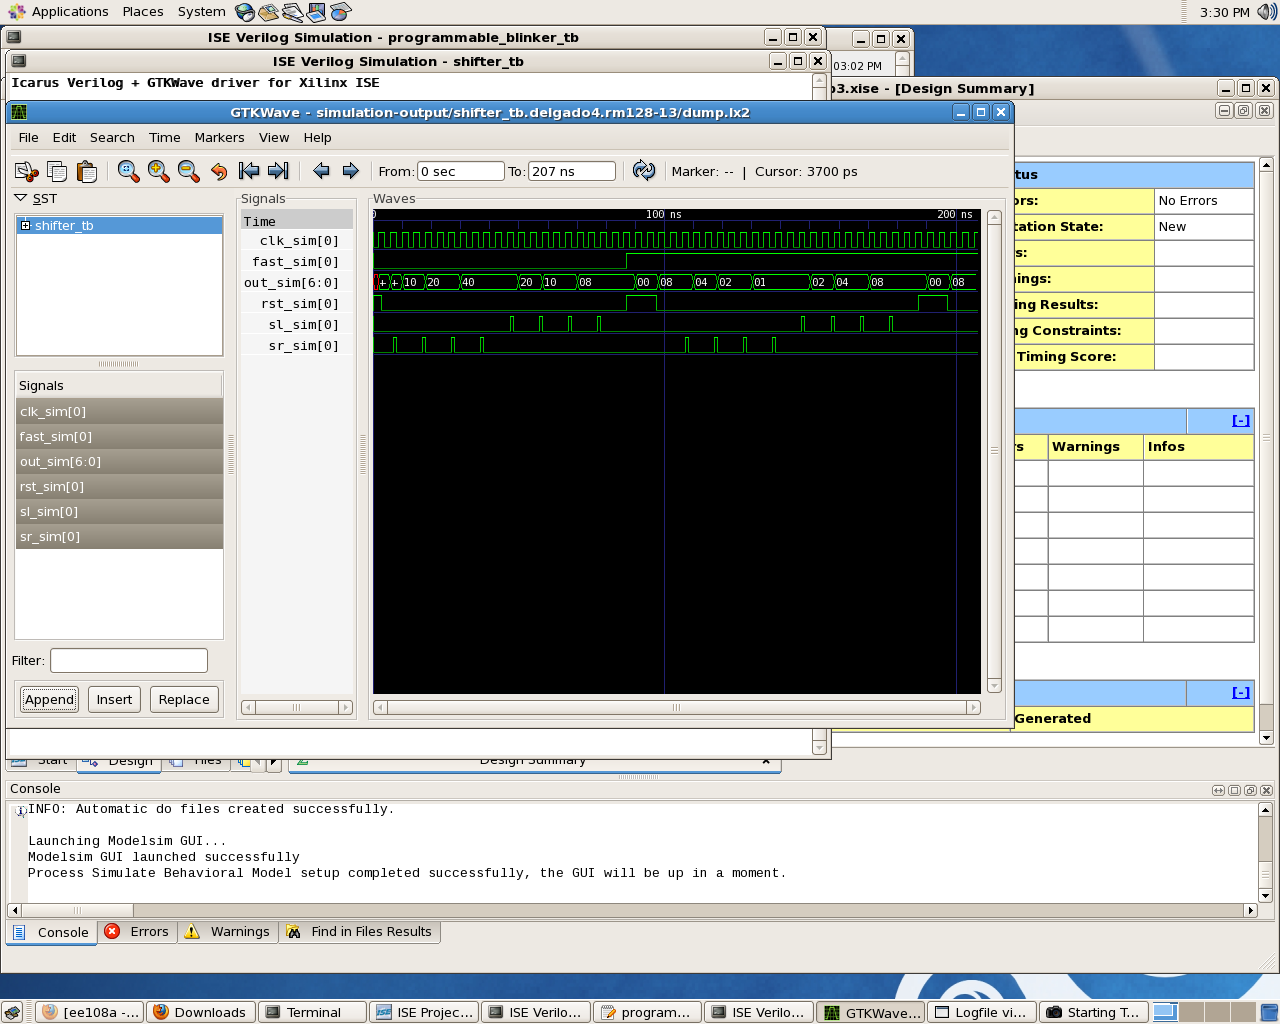 Applications Places System 3:30 PM
ISE Verilog Simulation - programmable_blinker_tb
ISE Verilog Simulation - shifter_tb
03:02 PM
Icarus Verilog + GTKWave driver for Xilinx ISE
3.xise - [Design Summary]
GTKWave - simulation-output/shifter_tb.delgado4.rm128-13/dump.lx2
File Edit Search Time Markers View Help
From: 0 sec To: 207 ns Marker: -- | Cursor: 3700 ps
SST
shifter_tb
Signals
clk_sim[0]
fast_sim[0]
out_sim[6:0]
rst_sim[0]
sl_sim[0]
sr_sim[0]
Filter:
Append Insert Replace
Signals
Time
clk_sim[0]
fast_sim[0]
out_sim[6:0]
rst_sim[0]
sl_sim[0]
sr_sim[0]
Waves
0 100 ns 200 ns
+ + 10 20 40 20 10 08 00 08 04 02 01 02 04 08 00 08
tus
ors: No Errors
tation State: New
s:
nings:
ing Results:
ng Constraints:
Timing Score:
[-]
rs Warnings Infos
[-]
Generated
Start Design Files Design Summary
Console
INFO: Automatic do files created successfully.
Launching Modelsim GUI...
Modelsim GUI launched successfully
Process Simulate Behavioral Model setup completed successfully, the GUI will be up in a moment.
Console Errors Warnings Find in Files Results
[ee108a -... Downloads Terminal ISE Projec... ISE Verilo... program... ISE Verilo... GTKWave... Logfile vi... Starting T...